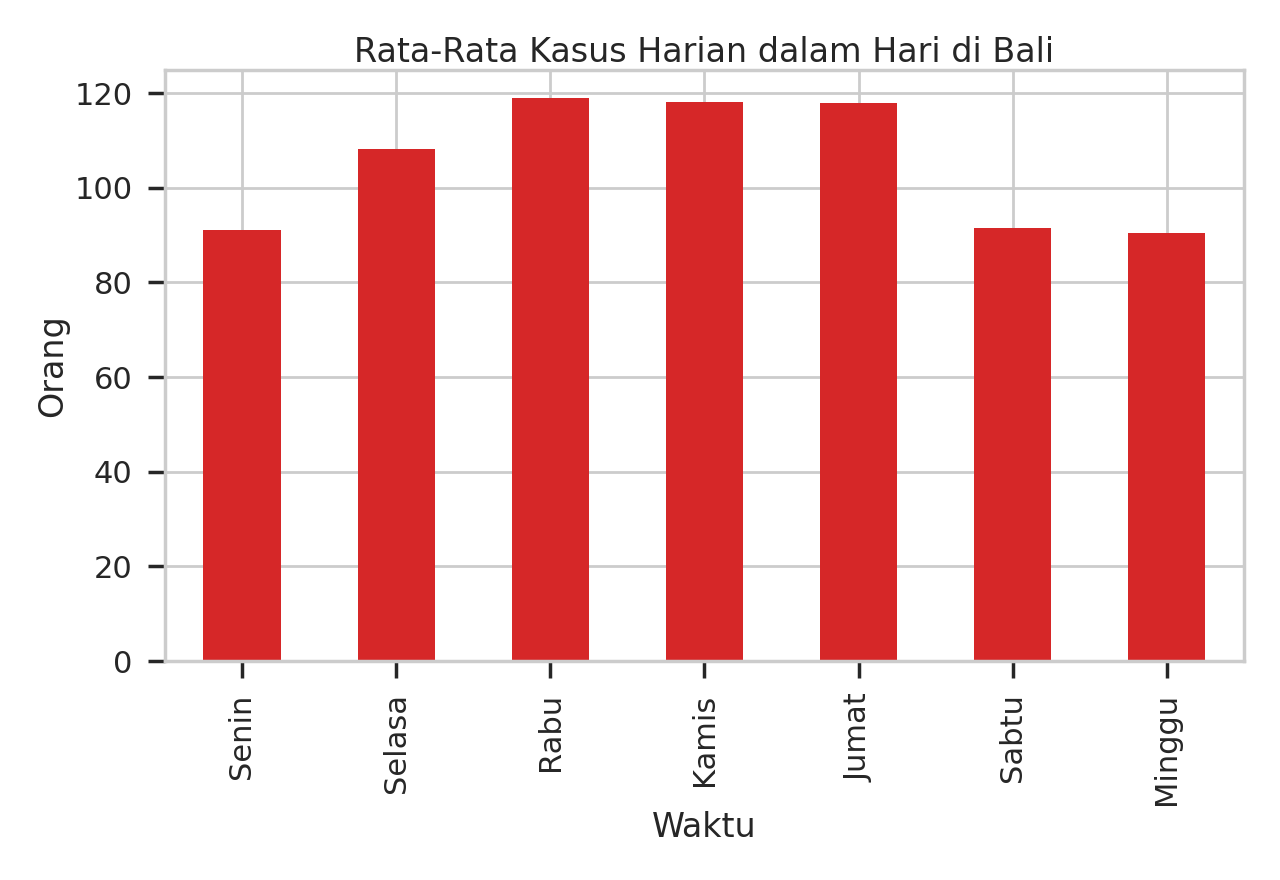 Rata-Rata Kasus Harian dalam Hari di Bali
120
100
80
60
40
20
0
Orang
Senin
Selasa
Rabu
Kamis
Jumat
Sabtu
Minggu
Waktu